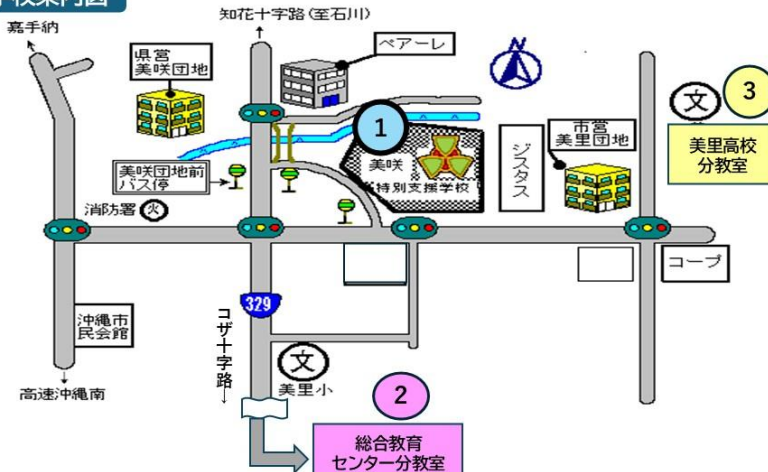 校案内図
知花十字路(至石川)
嘉手納
県営
美咲団地
ペアーレ
N
1
美咲
特別支援学校
ジスタス
市営
美里団地
文
3
美里高校
分教室
美咲団地前
バス停
消防署
火
コープ
沖縄市
民会館
329
コザ十字路→
文
美里小
高速沖縄南
2
総合教育
センター分教室